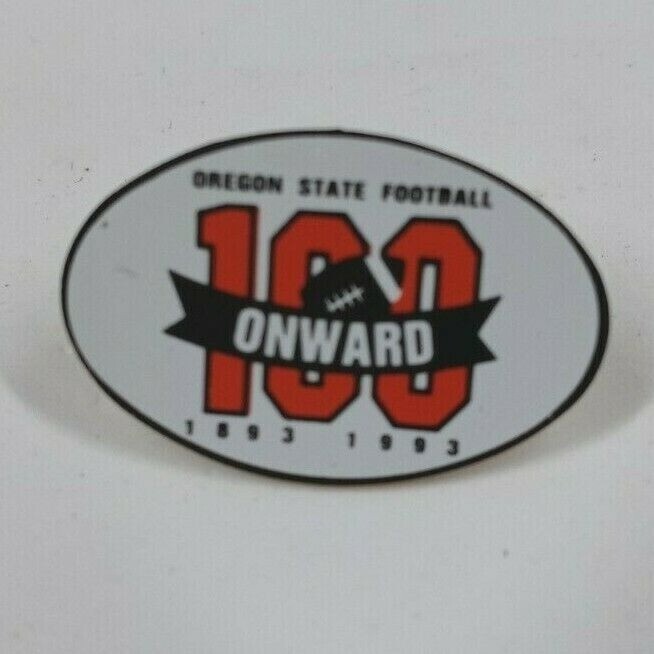 OREGON STATE FOOTBALL
100
ONWARD
1893 1993